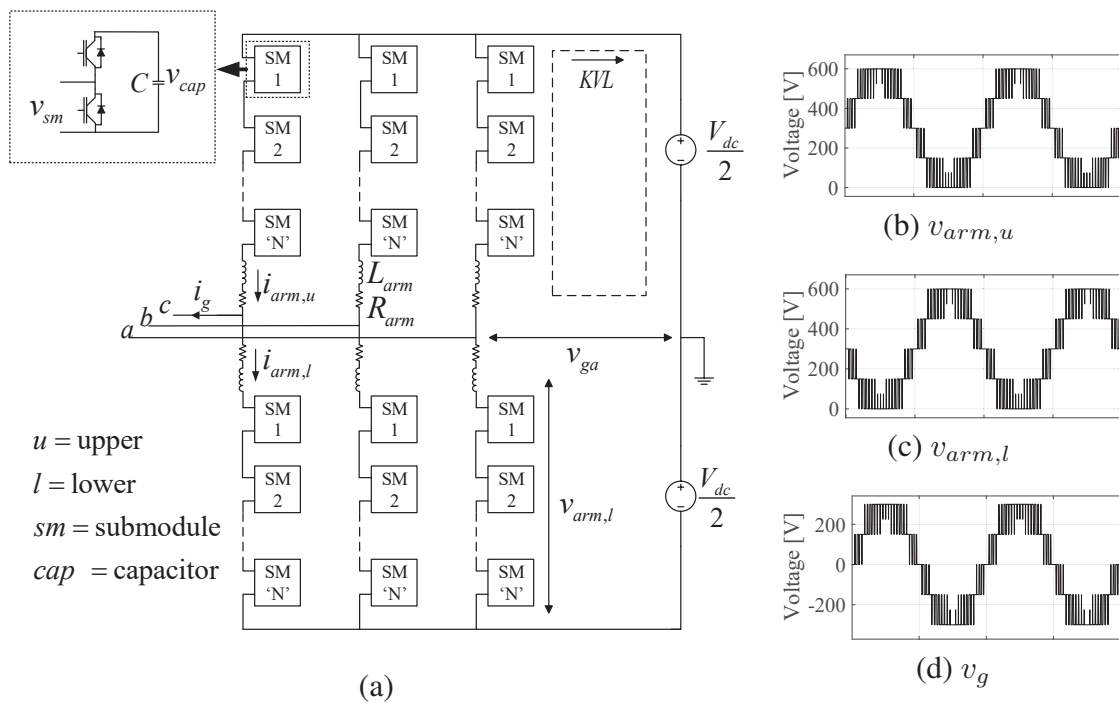 SM 1
SM 1
SM 1
C
v_cap
v_sm
KVL
SM 2
SM 2
SM 2
V_dc/2
SM 'N'
SM 'N'
SM 'N'
i_arm,u
L_arm
R_arm
i_g
a b c
v_ga
i_arm,l
SM 1
SM 1
SM 1
SM 2
SM 2
SM 2
v_arm,l
V_dc/2
SM 'N'
SM 'N'
SM 'N'
u = upper
l = lower
sm = submodule
cap = capacitor
(a)
Voltage [V]
600
400
200
0
(b) v_arm,u
Voltage [V]
600
400
200
0
(c) v_arm,l
Voltage [V]
200
0
-200
(d) v_g